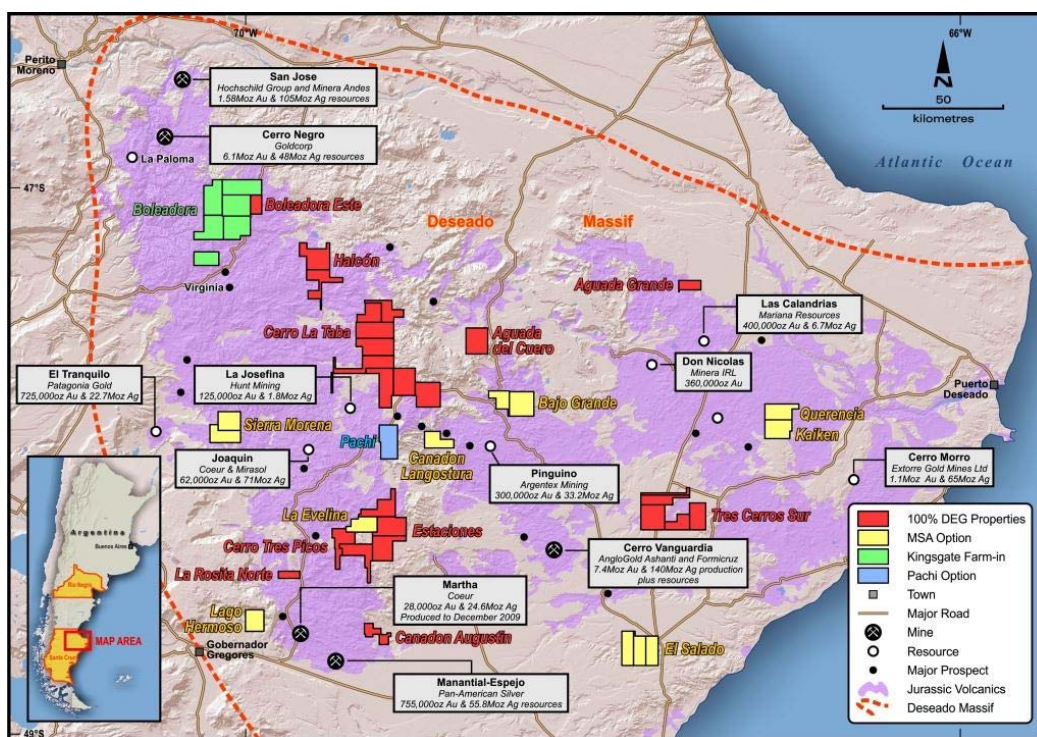 70°W
66°W
N
50
kilometres
Perito
Moreno
San Jose
Hochschild Group and Minera Andes
1.58Moz Au & 105Moz Ag resources
Cerro Negro
Goldcorp
6.1Moz Au & 48Moz Ag resources
La Paloma
Atlantic Ocean
47°S
Boleadora
Boleadora Este
Deseado
Massif
Halcón
Virginia
Aguada Grande
Las Calandrias
Mariana Resources
400,000oz Au & 6.7Moz Ag
Cerro La Taba
Aguada
del Cuero
Don Nicolas
Minera IRL
360,000oz Au
El Tranquilo
Patagonia Gold
725,000oz Au & 22.7Moz Ag
La Josefina
Hunt Mining
125,000oz Au & 1.8Moz Ag
Puerto
Deseado
Bajo Grande
Querencia
Kaiken
Sierra Morena
Pachi
Canadon
Langostura
Joaquin
Coeur & Mirasol
62,000oz Au & 71Moz Ag
Pinguino
Argentex Mining
300,000oz Au & 33.2Moz Ag
Cerro Morro
Extorre Gold Mines Ltd
1.1Moz Au & 65Moz Ag
La Evelina
Estaciones
Tres Cerros Sur
Cerro Tres Picos
Cerro Vanguardia
AngloGold Ashanti and Formicruz
7.4Moz Au & 140Moz Ag production
plus resources
La Rosita Norte
Martha
Coeur
28,000oz Au & 24.6Moz Ag
Produced to December 2009
Lago
Hermoso
Canadon Augustin
El Salado
Gobernador
Gregores
Manantial-Espejo
Pan-American Silver
755,000oz Au & 55.8Moz Ag resources
49°S
Argentina
Buenos Aires
Rio Negro
MAP AREA
Santa Cruz
100% DEG Properties
MSA Option
Kingsgate Farm-in
Pachi Option
Town
Major Road
Mine
Resource
Major Prospect
Jurassic Volcanics
Deseado Massif